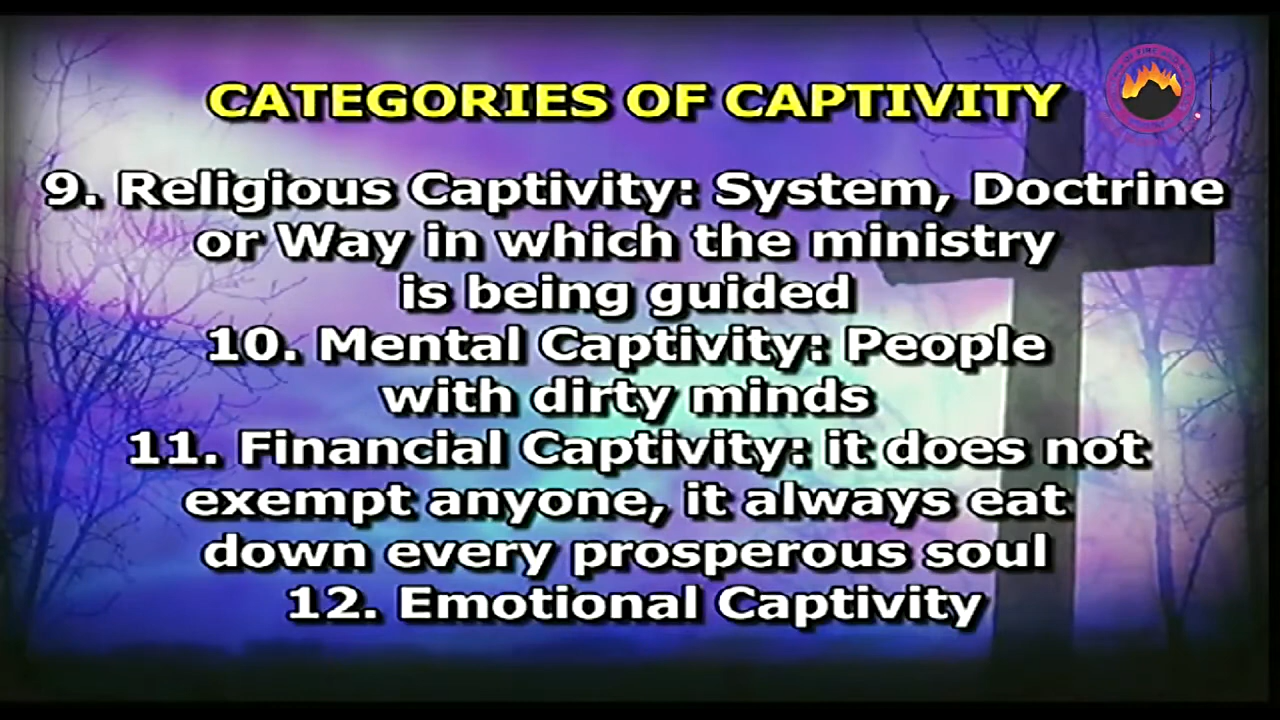 CATEGORIES OF CAPTIVITY
9. Religious Captivity: System, Doctrine
or Way in which the ministry
is being guided
10. Mental Captivity: People
with dirty minds
11. Financial Captivity: it does not
exempt anyone, it always eat
down every prosperous soul
12. Emotional Captivity